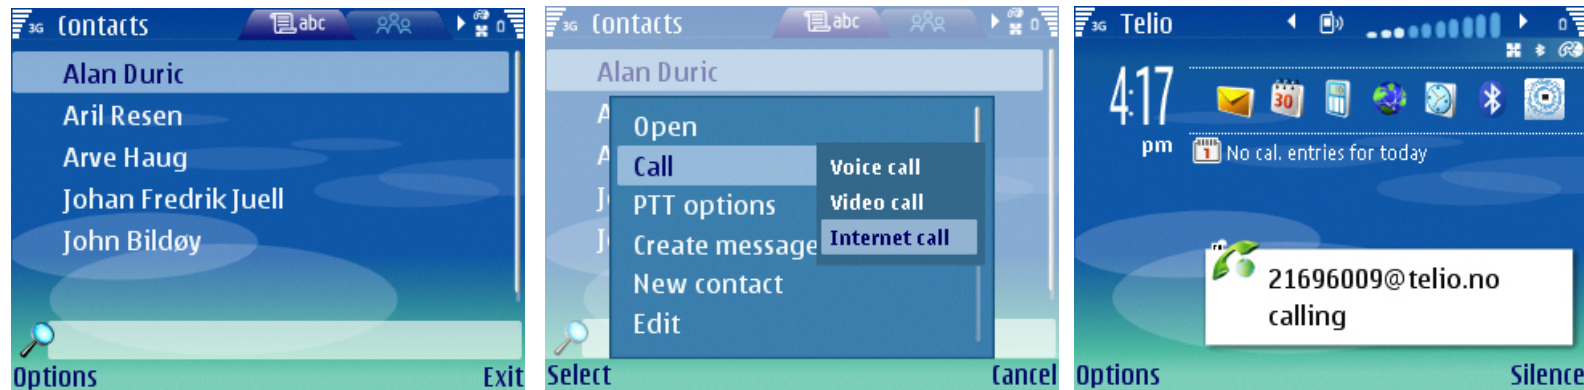 3G Contacts abc
Alan Duric
Aril Resen
Arve Haug
Johan Fredrik Juell
John Bildøy
Options Exit
3G Contacts abc
Alan Duric
A
A
J
J
Open
Call
PTT options
Create message
New contact
Edit
Voice call
Video call
Internet call
Select Cancel
3G Telio
4:17
pm
30
1 No cal. entries for today
21696009@telio.no
calling
Options Silence